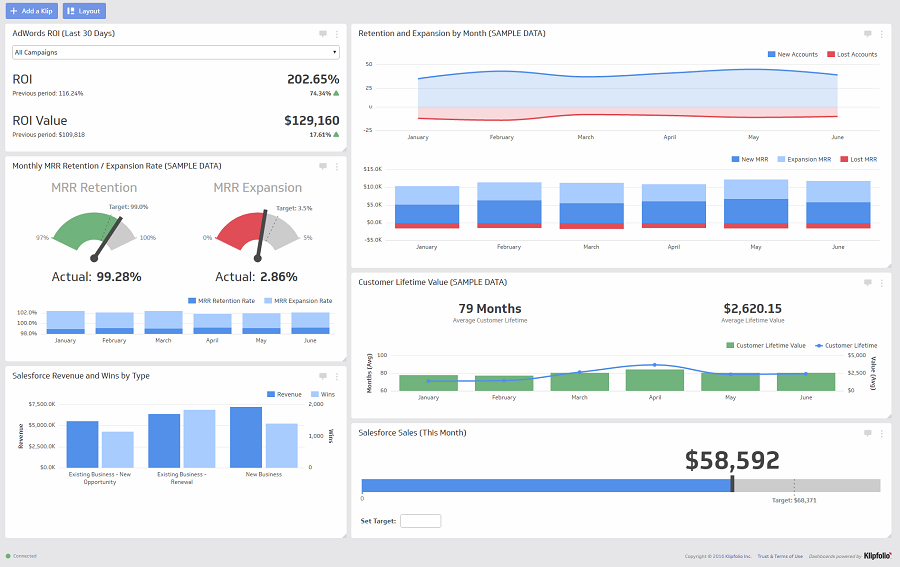 + Add a Klip
Layout
AdWords ROI (Last 30 Days)
All Campaigns
ROI 202.65%
Previous period: 116.24% 74.34%
ROI Value $129,160
Previous period: $109,818 17.61%
Monthly MRR Retention / Expansion Rate (SAMPLE DATA)
MRR Retention
Target: 99.0%
97%
100%
Actual: 99.28%
MRR Expansion
Target: 3.5%
0%
5%
Actual: 2.86%
MRR Retention Rate MRR Expansion Rate
102.0%
100.0%
98.0%
January February March April May June
Salesforce Revenue and Wins by Type
Revenue Wins
Revenue
$7,500.0K
$5,000.0K
$2,500.0K
$0.0K
2,000
1,000
0
Wins
Existing Business - New
Opportunity
Existing Business -
Renewal
New Business
Retention and Expansion by Month (SAMPLE DATA)
New Accounts Lost Accounts
50
25
0
-25
January February March April May June
New MRR Expansion MRR Lost MRR
$15.0K
$10.0K
$5.0K
$0.0K
-$5.0K
January February March April May June
Customer Lifetime Value (SAMPLE DATA)
79 Months
Average Customer Lifetime
$2,620.15
Average Lifetime Value
Customer Lifetime Value Customer Lifetime
Months (Avg)
100
80
60
$5,000
$2,500
$0
Value (Avg)
January February March April May June
Salesforce Sales (This Month)
$58,592
0
Target: $68,371
Set Target:
Connected
Copyright © 2016 Klipfolio Inc. Trust & Terms of Use Dashboards powered by Klipfolio